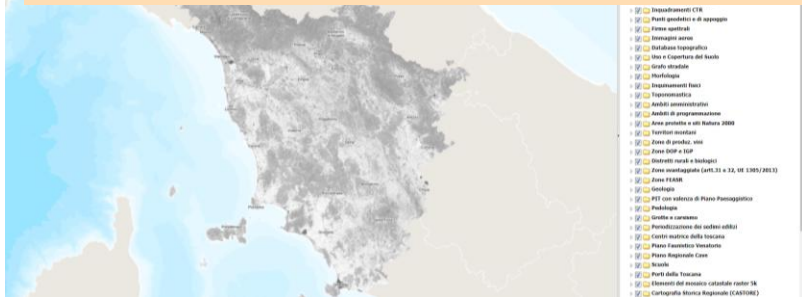 Inquadramenti CTR
Punti geodetici e di appoggio
Firme spettrali
Immagini aeree
Database topografico
Uso e Copertura del Suolo
Grafo stradale
Morfologia
Inquinamenti fisici
Toponomastica
Ambiti amministrativi
Ambiti di programmazione
Aree protette e siti Natura 2000
Territori montani
Zone di produz. vini
Zone DOP e IGP
Distretti rurali e biologici
Zone svantaggiate (artt.31 e 32, UE 1305/2013)
Zone FEASR
Geologia
PIT con valenza di Piano Paesaggistico
Pedologia
Grotte e carsismo
Periodizzazione dei sedimi edilizi
Centri matrice della toscana
Piano Faunistico Venatorio
Piano Regionale Cave
Scuole
Porti della Toscana
Elementi del mosaico catastale raster 5k
Cartografia Storica Regionale (CASTORE)